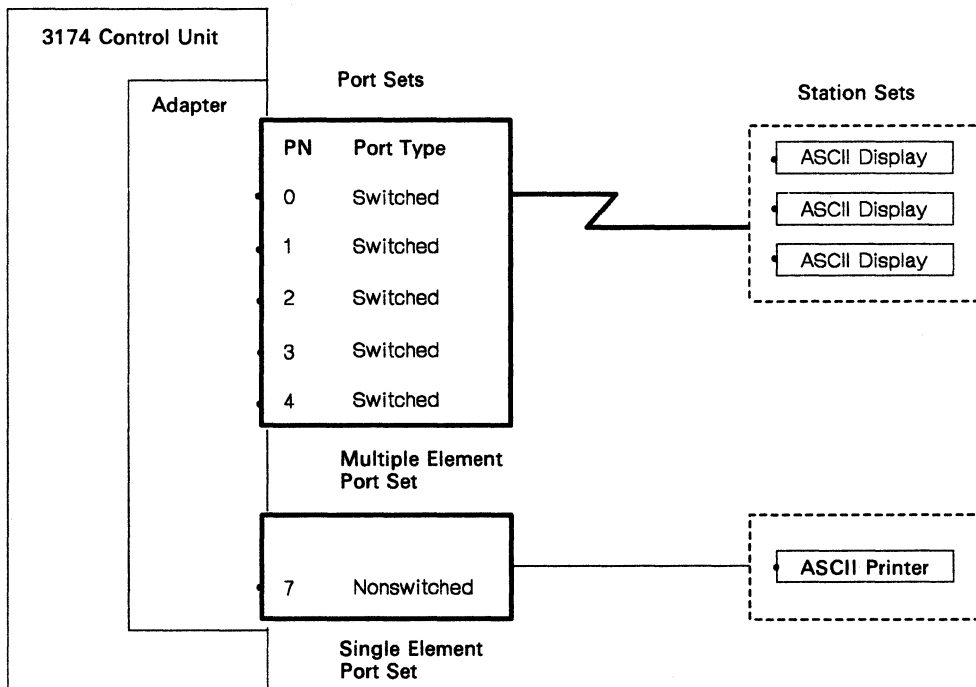 3174 Control Unit
Port Sets
Station Sets
Adapter
PN Port Type
0 Switched
1 Switched
2 Switched
3 Switched
4 Switched
Multiple Element
Port Set
7 Nonswitched
Single Element
Port Set
ASCII Display
ASCII Display
ASCII Display
ASCII Printer